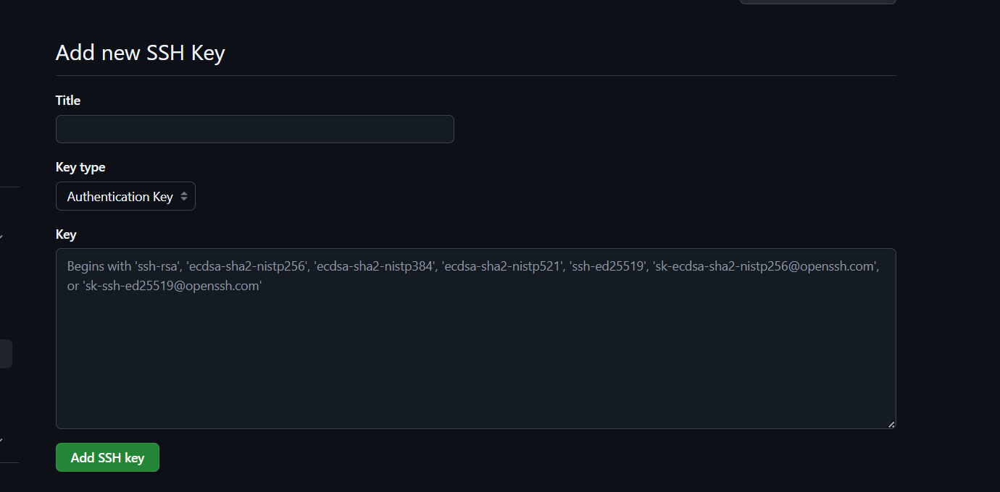 Add new SSH Key
Title
Key type
Authentication Key
Key
Begins with 'ssh-rsa', 'ecdsa-sha2-nistp256', 'ecdsa-sha2-nistp384', 'ecdsa-sha2-nistp521', 'ssh-ed25519', 'sk-ecdsa-sha2-nistp256@openssh.com',
or 'sk-ssh-ed25519@openssh.com'
Add SSH key